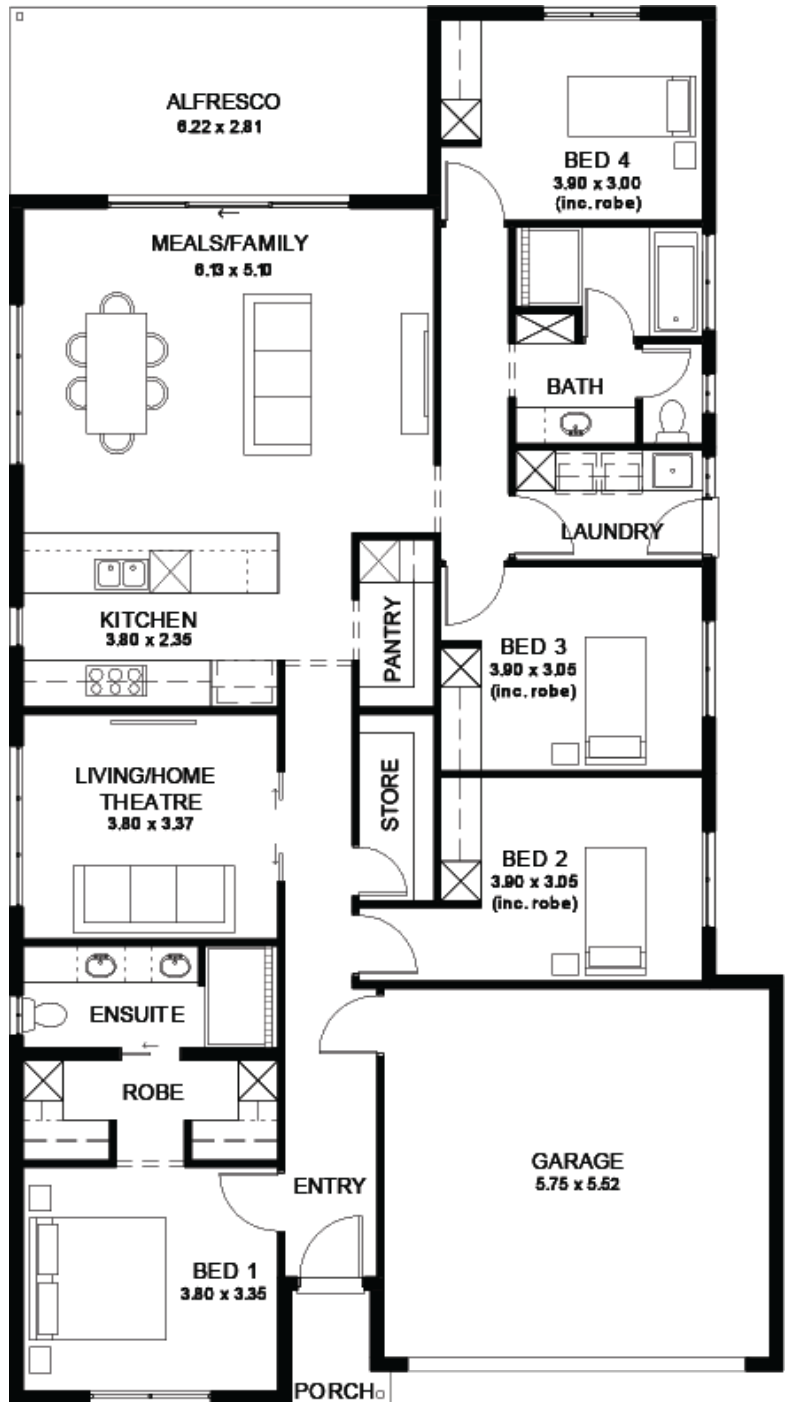 ALFRESCO
6.22 x 2.81
BED 4
3.90 x 3.00
(inc. robe)
MEALS/FAMILY
6.13 x 5.10
BATH
LAUNDRY
KITCHEN
3.80 x 2.35
PANTRY
BED 3
3.90 x 3.05
(inc. robe)
LIVING/HOME
THEATRE
3.80 x 3.37
STORE
BED 2
3.90 x 3.05
(inc. robe)
ENSUITE
ROBE
ENTRY
GARAGE
5.75 x 5.52
BED 1
3.80 x 3.35
PORCH